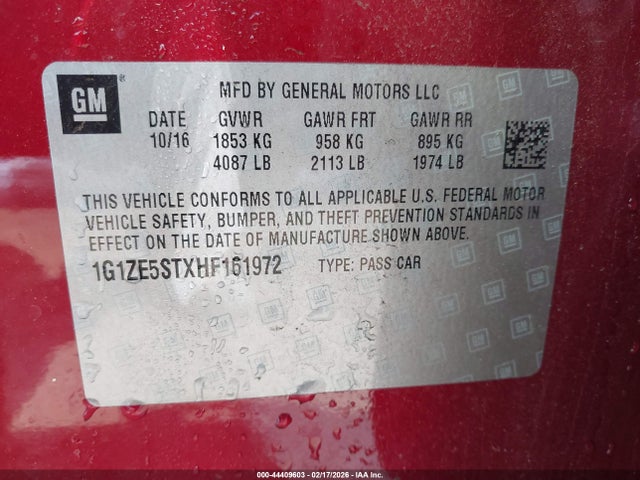 GM
MFD BY GENERAL MOTORS LLC
DATE GVWR GAWR FRT GAWR RR
10/16 1853 KG 958 KG 895 KG
4087 LB 2113 LB 1974 LB
THIS VEHICLE CONFORMS TO ALL APPLICABLE U.S. FEDERAL MOTOR
VEHICLE SAFETY, BUMPER, AND THEFT PREVENTION STANDARDS IN
EFFECT ON THE DATE OF MANUFACTURE SHOWN ABOVE.
1G1ZE5STXHF151972 TYPE: PASS CAR
000-44409603 - 02/17/2026 - IAAI.COM